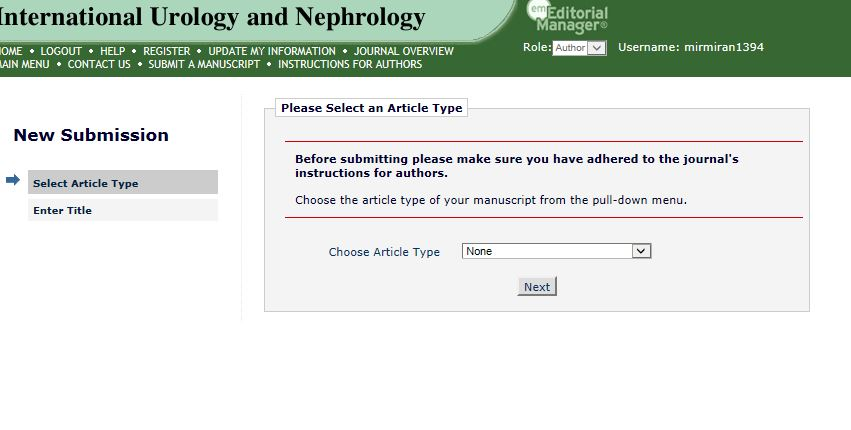 International Urology and Nephrology
em Editorial
Manager®
HOME • LOGOUT • HELP • REGISTER • UPDATE MY INFORMATION • JOURNAL OVERVIEW
MAIN MENU • CONTACT US • SUBMIT A MANUSCRIPT • INSTRUCTIONS FOR AUTHORS
Role: Author Username: mirmiran1394
New Submission
Select Article Type
Enter Title
Please Select an Article Type
Before submitting please make sure you have adhered to the journal's
instructions for authors.
Choose the article type of your manuscript from the pull-down menu.
Choose Article Type None
Next